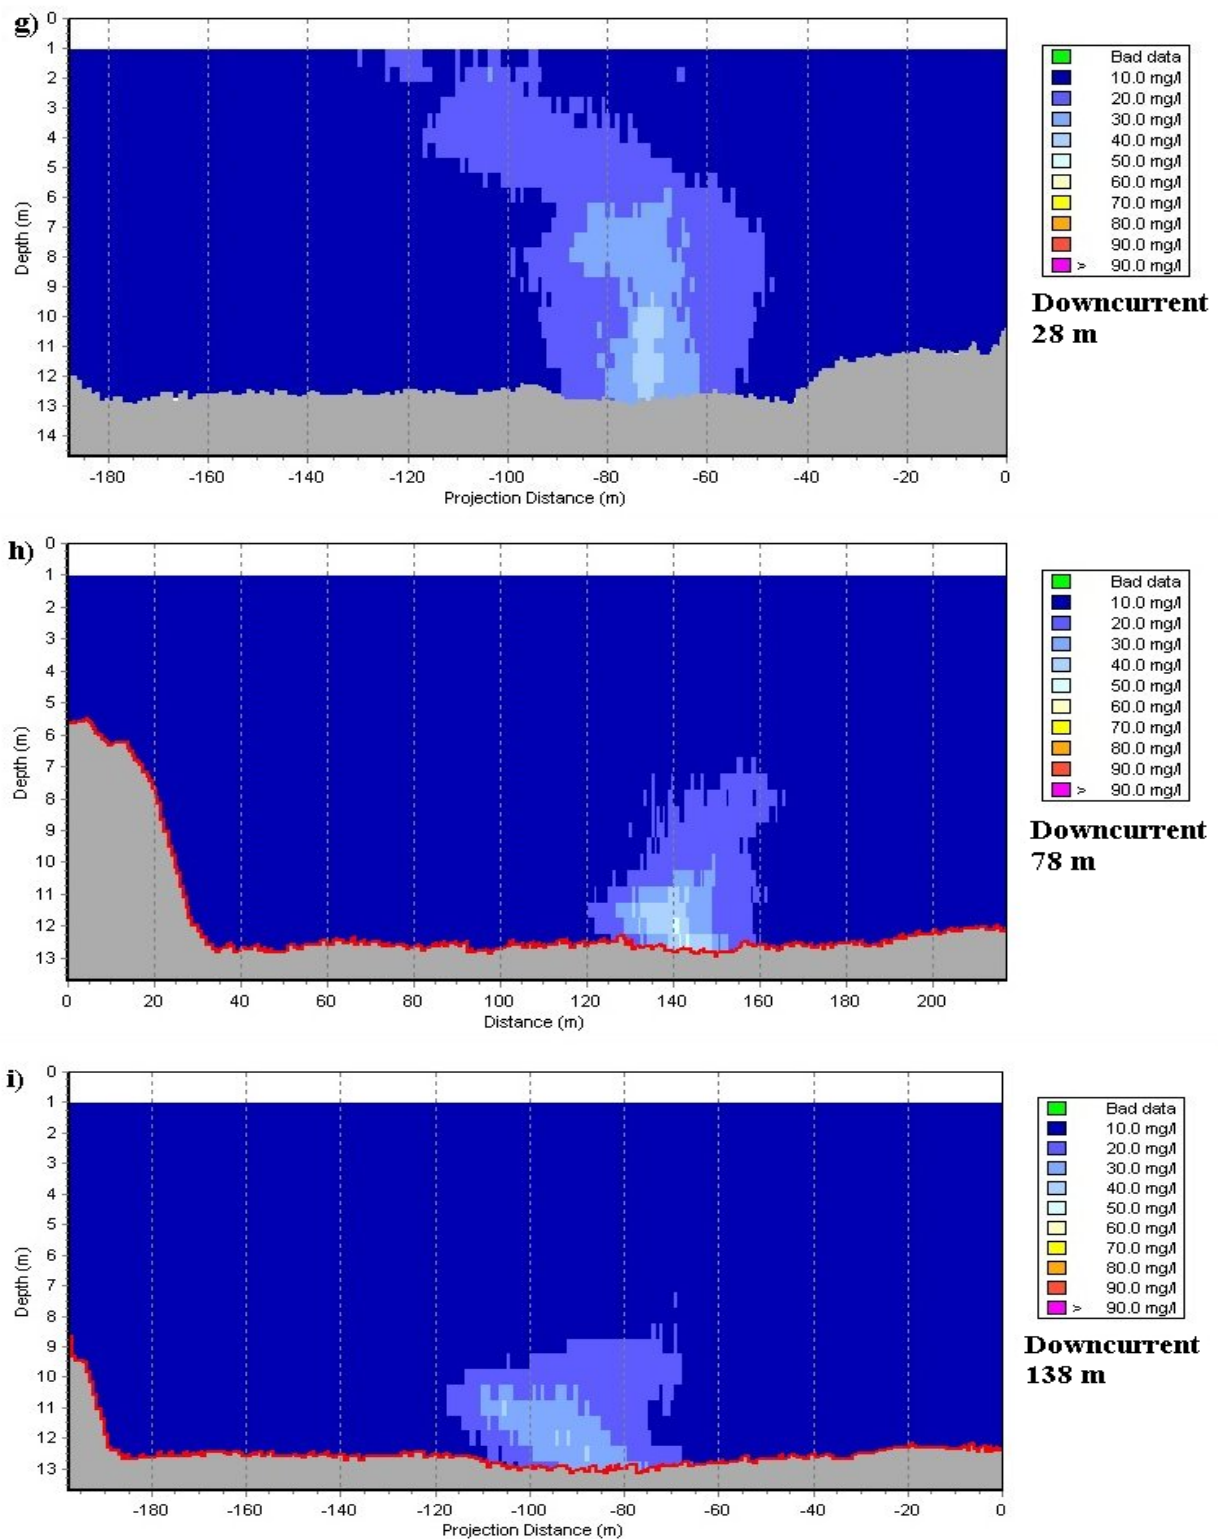 g)
0
1
2
3
4
5
6
7
8
9
10
11
12
13
14
Depth (m)
-180 -160 -140 -120 -100 -80 -60 -40 -20 0
Projection Distance (m)
Bad data
10.0 mg/l
20.0 mg/l
30.0 mg/l
40.0 mg/l
50.0 mg/l
60.0 mg/l
70.0 mg/l
80.0 mg/l
90.0 mg/l
> 90.0 mg/l
Downcurrent
28 m
h)
0
1
2
3
4
5
6
7
8
9
10
11
12
13
Depth (m)
0 20 40 60 80 100 120 140 160 180 200
Distance (m)
Bad data
10.0 mg/l
20.0 mg/l
30.0 mg/l
40.0 mg/l
50.0 mg/l
60.0 mg/l
70.0 mg/l
80.0 mg/l
90.0 mg/l
> 90.0 mg/l
Downcurrent
78 m
i)
0
1
2
3
4
5
6
7
8
9
10
11
12
13
Depth (m)
-180 -160 -140 -120 -100 -80 -60 -40 -20 0
Projection Distance (m)
Bad data
10.0 mg/l
20.0 mg/l
30.0 mg/l
40.0 mg/l
50.0 mg/l
60.0 mg/l
70.0 mg/l
80.0 mg/l
90.0 mg/l
> 90.0 mg/l
Downcurrent
138 m